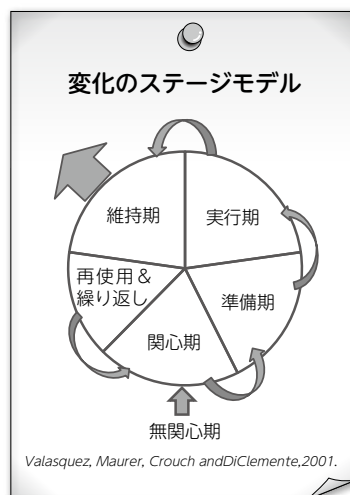 変化のステージモデル
維持期
実行期
再使用&
繰り返し
準備期
関心期
無関心期
Valasquez, Maurer, Crouch andDiClemente,2001.